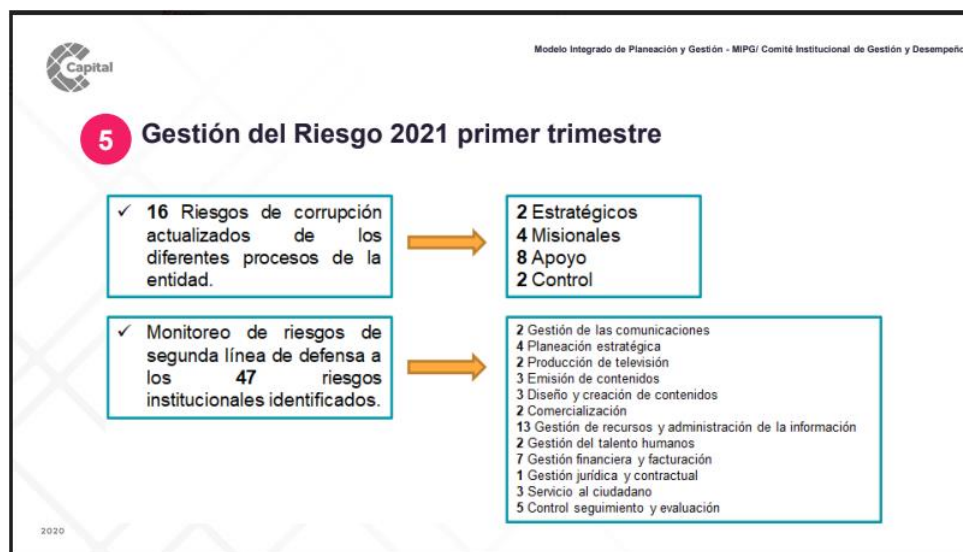 Capital
Modelo Integrado de Planeación y Gestión - MIPG/ Comité Institucional de Gestión y Desempeño
5 Gestión del Riesgo 2021 primer trimestre
✓ 16 Riesgos de corrupción
actualizados de los
diferentes procesos de la
entidad.
2 Estratégicos
4 Misionales
8 Apoyo
2 Control
✓ Monitoreo de riesgos de
segunda línea de defensa a
los 47 riesgos
institucionales identificados.
2 Gestión de las comunicaciones
4 Planeación estratégica
2 Producción de televisión
3 Emisión de contenidos
3 Diseño y creación de contenidos
2 Comercialización
13 Gestión de recursos y administración de la información
2 Gestión del talento humanos
7 Gestión financiera y facturación
1 Gestión jurídica y contractual
3 Servicio al ciudadano
5 Control seguimiento y evaluación
2020